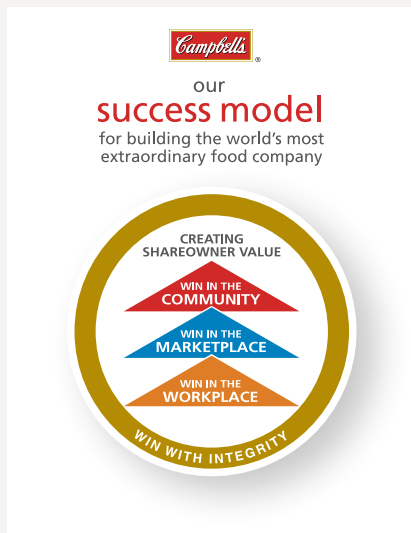 Campbell's®
our
success model
for building the world's most
extraordinary food company
CREATING
SHAREOWNER VALUE
WIN IN THE
COMMUNITY
WIN IN THE
MARKETPLACE
WIN IN THE
WORKPLACE
WIN WITH INTEGRITY